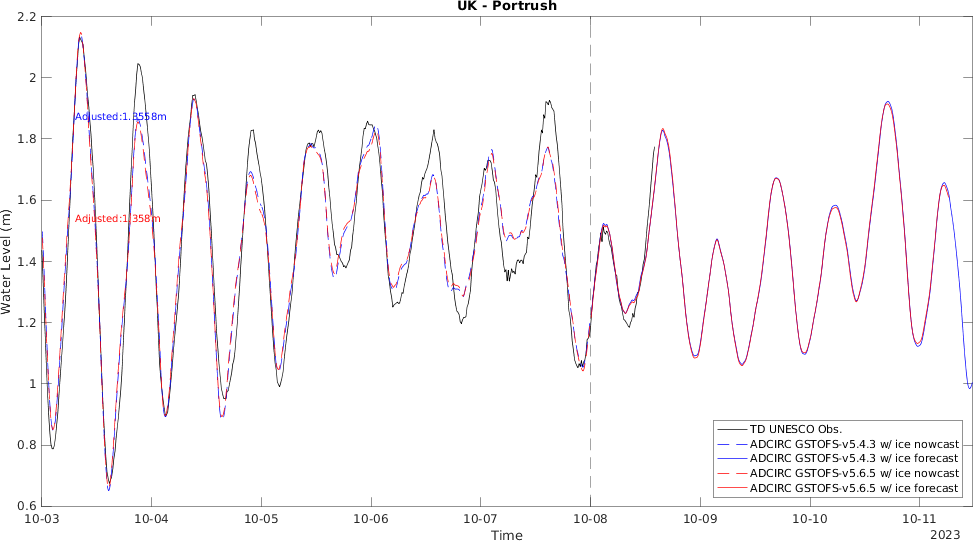 UK - Portrush
2.2
2
1.8
1.6
1.4
1.2
1
0.8
0.6
Water Level (m)
Adjusted:1.3558m
Adjusted:1.358m
TD UNESCO Obs.
ADCIRC GSTOFS-v5.4.3 w/ ice nowcast
ADCIRC GSTOFS-v5.4.3 w/ ice forecast
ADCIRC GSTOFS-v5.6.5 w/ ice nowcast
ADCIRC GSTOFS-v5.6.5 w/ ice forecast
10-03 10-04 10-05 10-06 10-07 10-08 10-09 10-10 10-11
Time
2023